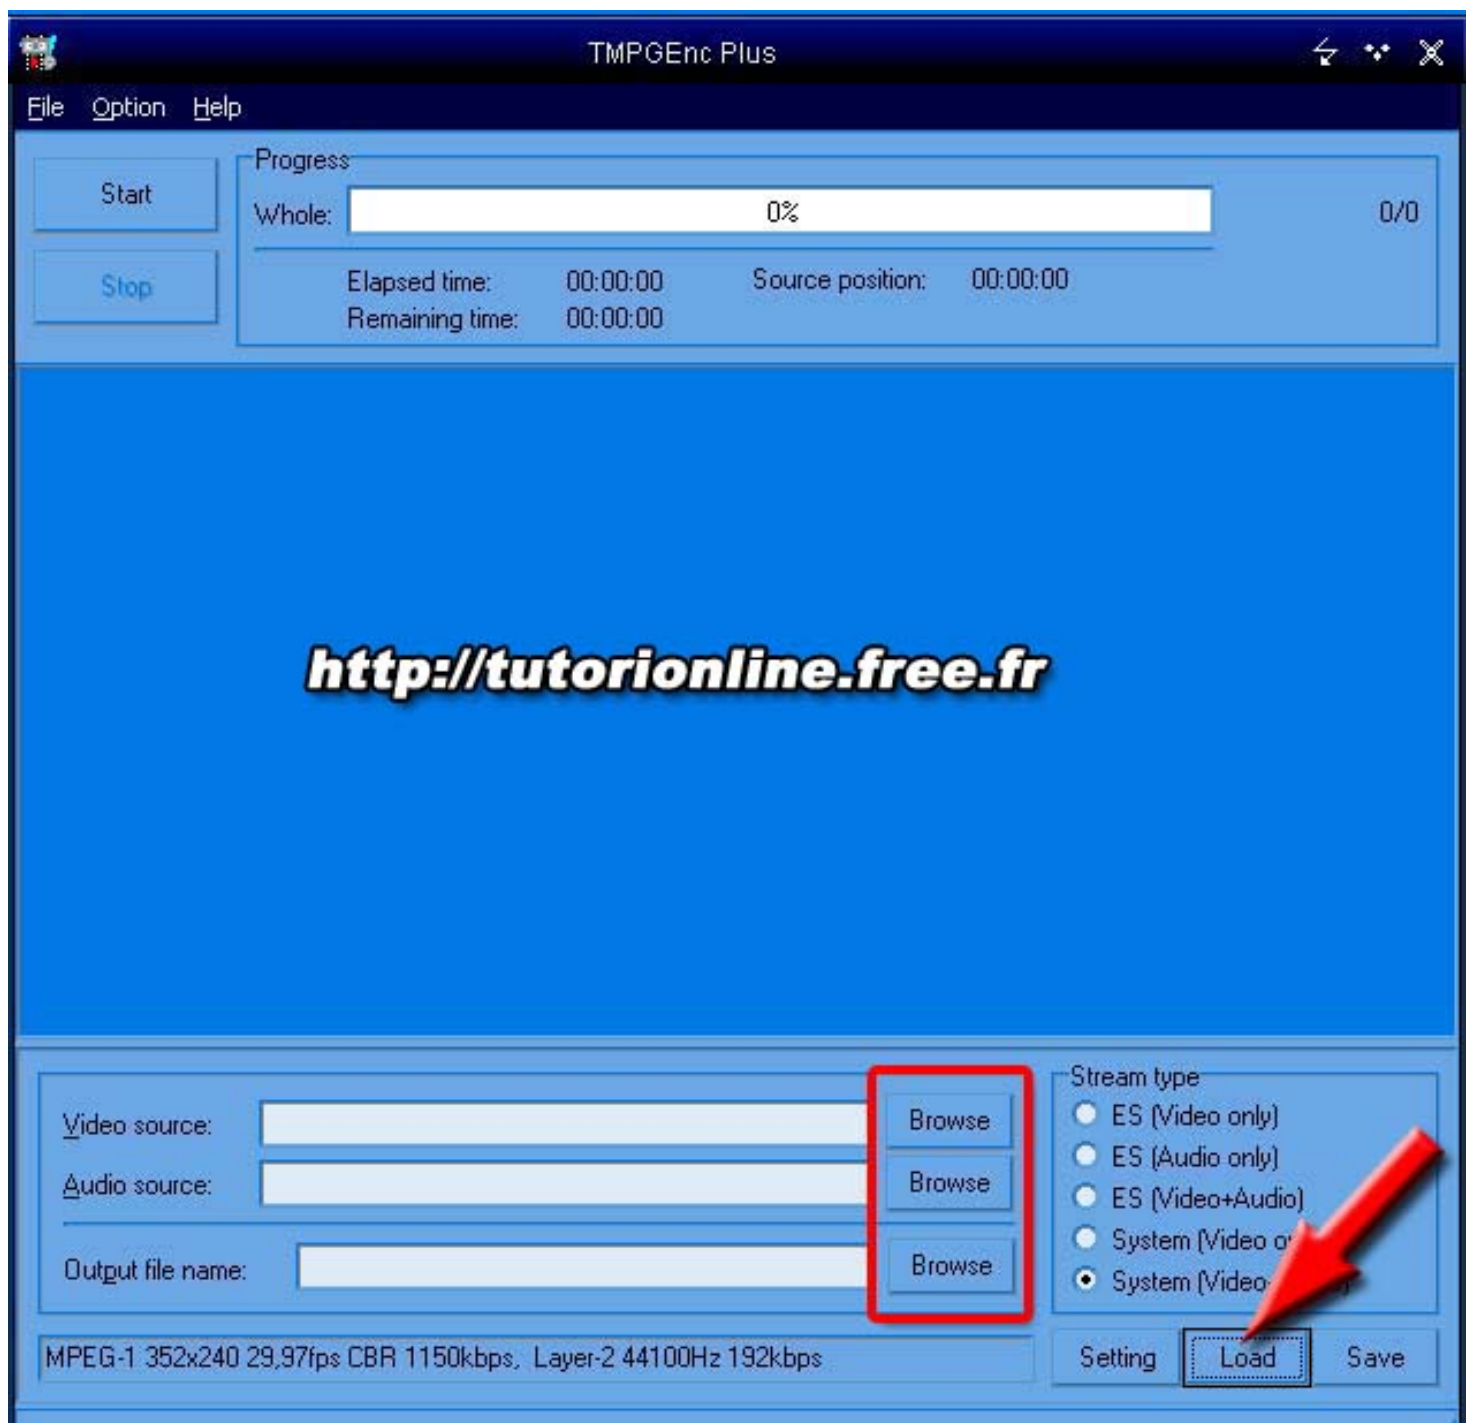 TMPGEnc Plus
File Option Help
Start
Progress
Whole: 0% 0/0
Stop
Elapsed time: 00:00:00 Source position: 00:00:00
Remaining time: 00:00:00
http://tutorionline.free.fr
Video source: Browse
Audio source: Browse
Output file name: Browse
Stream type
ES (Video only)
ES (Audio only)
ES (Video+Audio)
System (Video
System (Video
MPEG-1 352x240 29,97fps CBR 1150kbps, Layer-2 44100Hz 192kbps
Setting Load Save